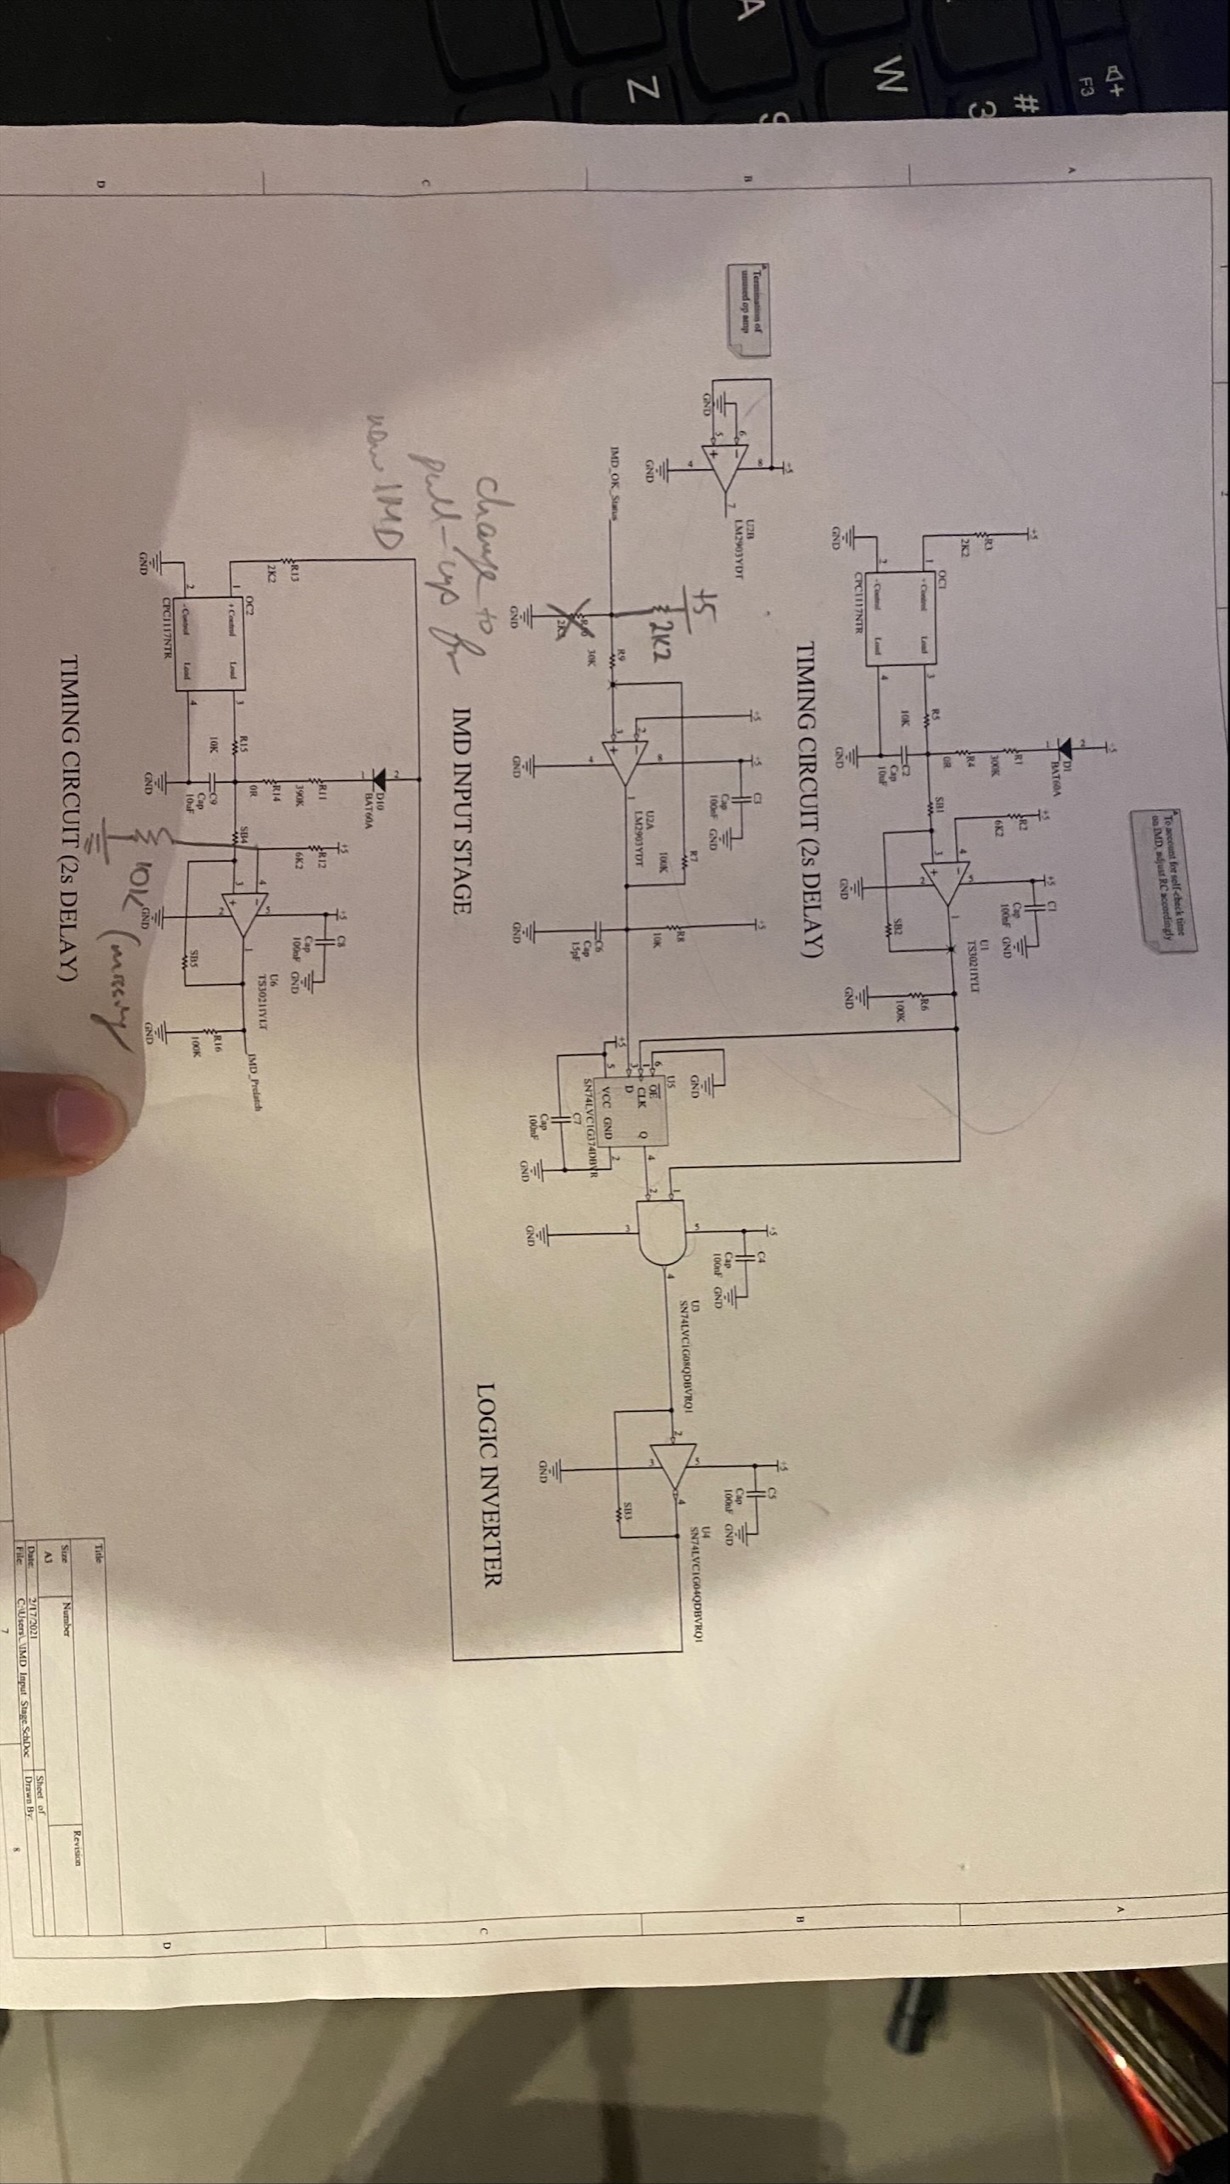 To account for self-check time
on IMD, adjust RC accordingly
+5
D1
BAT60A
R1
300K
R4
0R
+5
R2
6K2
+5
C1
Cap
100nF
GND
U1
TS3021IYLT
+5
R3
2K2
OC1
Load
Load
CPC1117NTR
GND
R5
10K
C2
Cap
10uF
GND
SB1
SB2
GND
R6
100K
GND
TIMING CIRCUIT (2s DELAY)
Termination of
unused op amp
+5
U2B
LM2903YDT
GND
GND
+5
2K2
IMD_OK_Status
R9
30K
GND
+5
+5
C3
Cap
100nF
GND
R7
100K
U2A
LM2903YDT
GND
+5
R8
10K
C6
Cap
15pF
GND
GND
U5
OE
CLK
D
Q
VCC GND
SN74LVC1G374DBVR
+5
C7
Cap
100nF
GND
+5
C4
Cap
100nF
GND
U3
SN74LVC1G08QDBVRQ1
GND
+5
C5
Cap
100nF
GND
U4
SN74LVC1G04QDBVRQ1
SB3
GND
LOGIC INVERTER
IMD INPUT STAGE
change to
pull-ups for
new IMD
D10
BAT60A
R11
390K
R14
0R
+5
R12
6K2
+5
C8
Cap
100nF
GND
U6
TS3021IYLT
IMD_Prelatch
R13
2K2
OC2
+ Control
Load
- Control
Load
CPC1117NTR
GND
R15
10K
C9
Cap
10uF
GND
SB4
SB5
GND
R16
100K
GND
10K (missing
TIMING CIRCUIT (2s DELAY)
Title
Size
A3
Number
Revision
Date:
2/17/2021
Sheet of
File:
C:\Users\..\IMD Input Stage.SchDoc
Drawn By:
7
8
A
B
C
D
A
B
C
D
F3
#
3
W
A
S
Z